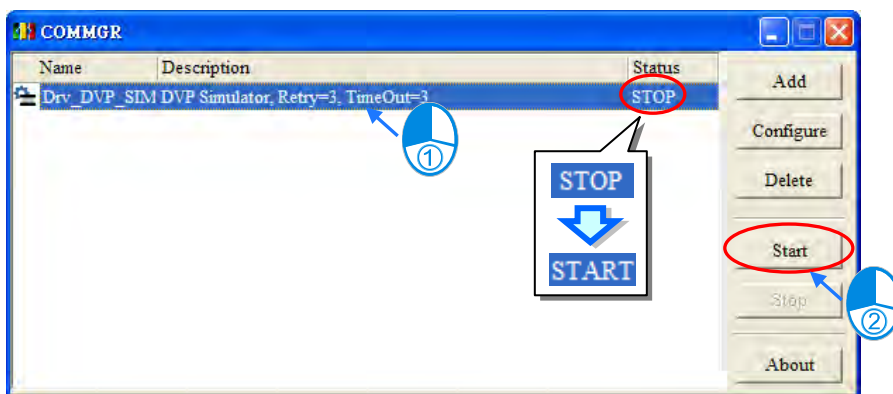 COMMGR
Name Description Status
Drv_DVP_SIM DVP Simulator, Retry=3, TimeOut=3 STOP
Add
Configure
①
STOP
Delete
START
Start
Stop
②
About